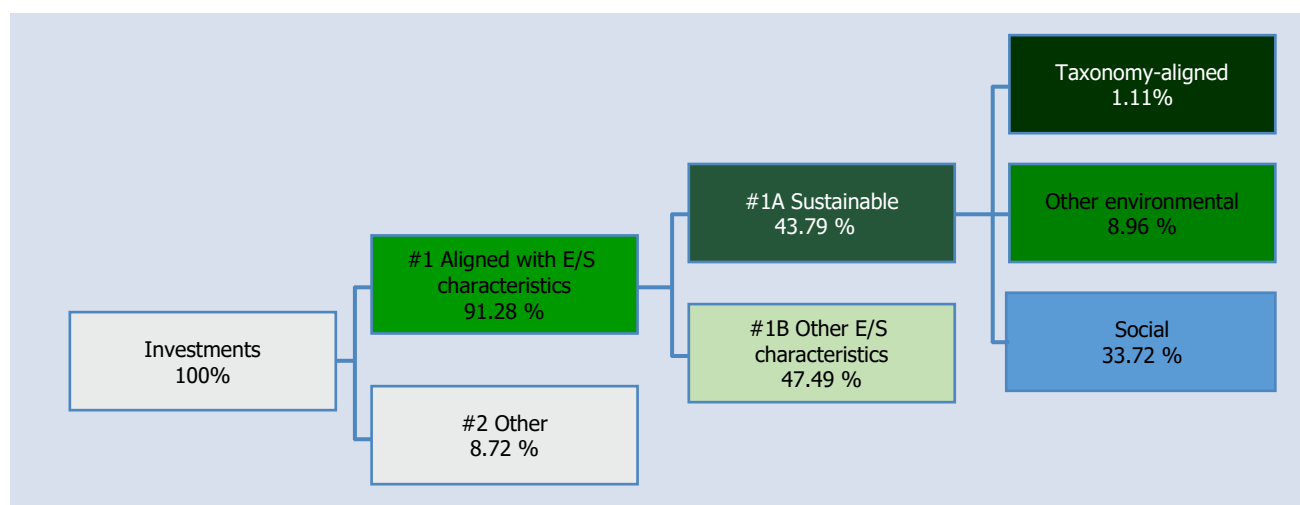 Investments
100%
#1 Aligned with E/S
characteristics
91.28 %
#2 Other
8.72 %
#1A Sustainable
43.79 %
#1B Other E/S
characteristics
47.49 %
Taxonomy-aligned
1.11%
Other environmental
8.96 %
Social
33.72 %